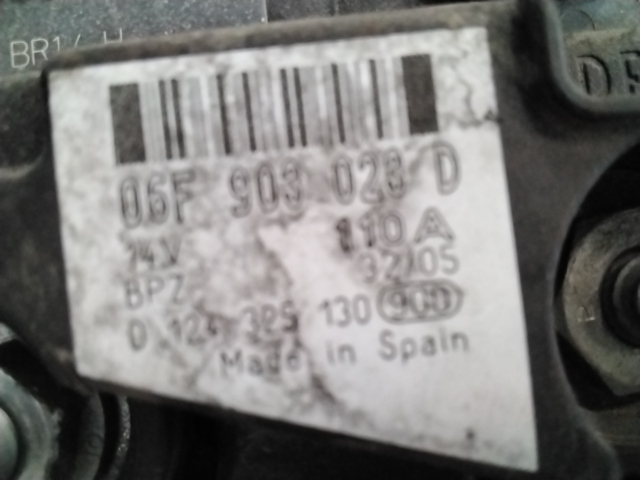 06F 903 023 D
14V 110A
32/05
BPZ
0 124 325 130 900
Made in Spain